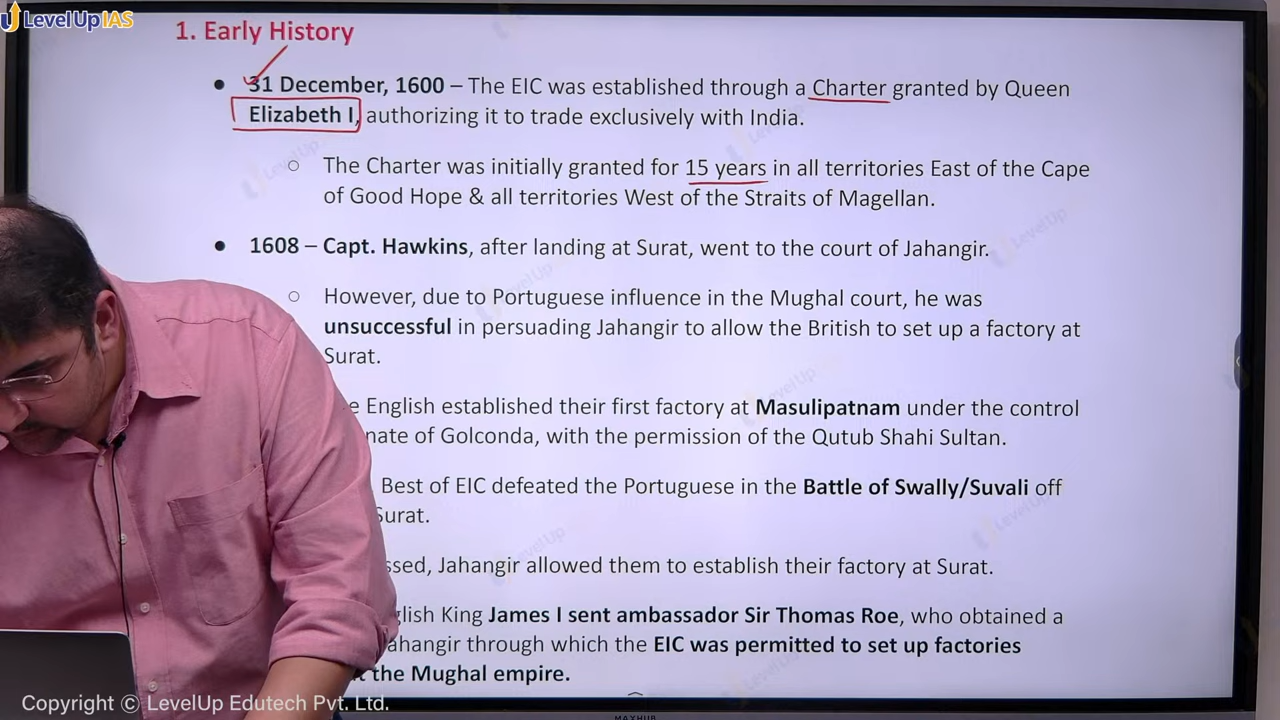 LevelUp IAS
1. Early History
● 31 December, 1600 – The EIC was established through a Charter granted by Queen
Elizabeth I, authorizing it to trade exclusively with India.
○ The Charter was initially granted for 15 years in all territories East of the Cape
of Good Hope & all territories West of the Straits of Magellan.
● 1608 – Capt. Hawkins, after landing at Surat, went to the court of Jahangir.
○ However, due to Portuguese influence in the Mughal court, he was
unsuccessful in persuading Jahangir to allow the British to set up a factory at
Surat.
e English established their first factory at Masulipatnam under the control
nate of Golconda, with the permission of the Qutub Shahi Sultan.
Best of EIC defeated the Portuguese in the Battle of Swally/Suvali off
Surat.
ssed, Jahangir allowed them to establish their factory at Surat.
glish King James I sent ambassador Sir Thomas Roe, who obtained a
ahangir through which the EIC was permitted to set up factories
the Mughal empire.
Copyright © LevelUp Edutech Pvt. Ltd.
MAXHUB